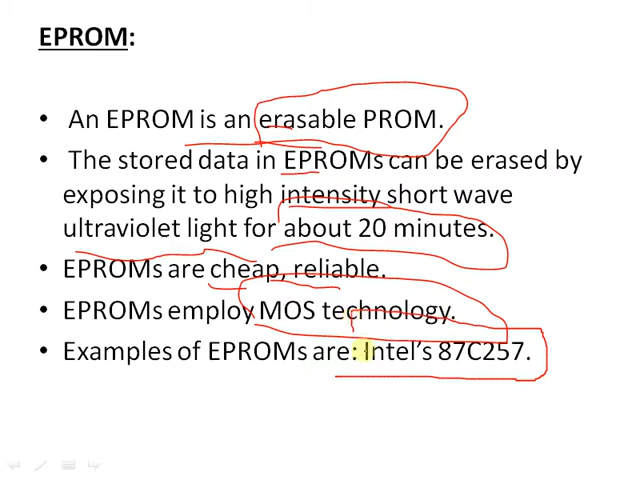 EPROM:
• An EPROM is an erasable PROM.
• The stored data in EPROMs can be erased by
exposing it to high intensity short wave
ultraviolet light for about 20 minutes.
• EPROMs are cheap, reliable.
• EPROMs employ MOS technology.
• Examples of EPROMs are: Intel’s 87C257.